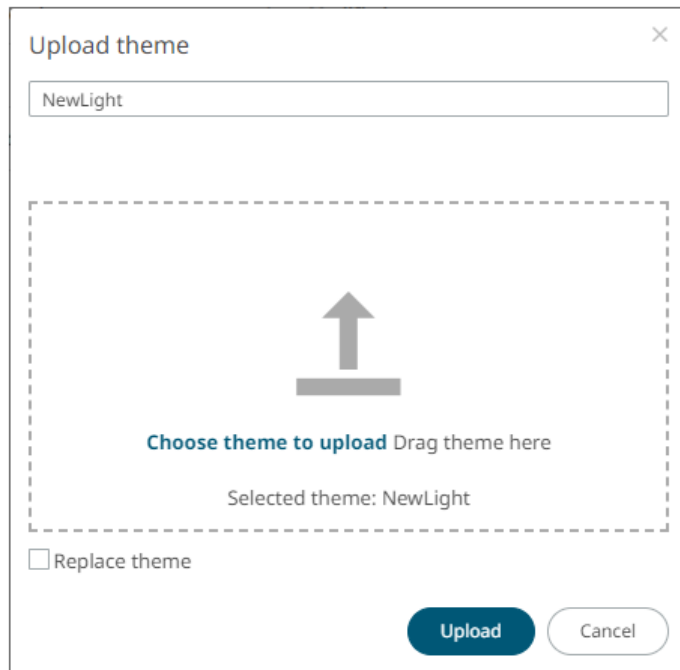 Upload theme
NewLight
Choose theme to upload Drag theme here
Selected theme: NewLight
Replace theme
Upload
Cancel